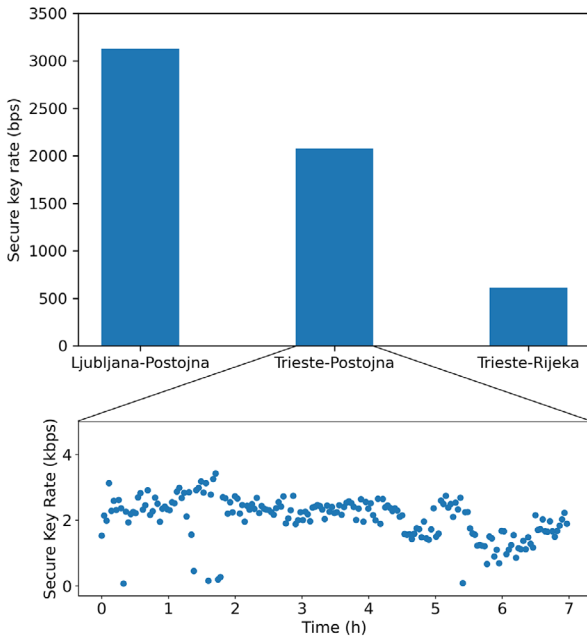 3500
3000
2500
2000
1500
1000
500
0
Secure key rate (bps)
Ljubljana-Postojna Trieste-Postojna Trieste-Rijeka
4
2
0
Secure Key Rate (kbps)
0 1 2 3 4 5 6 7
Time (h)